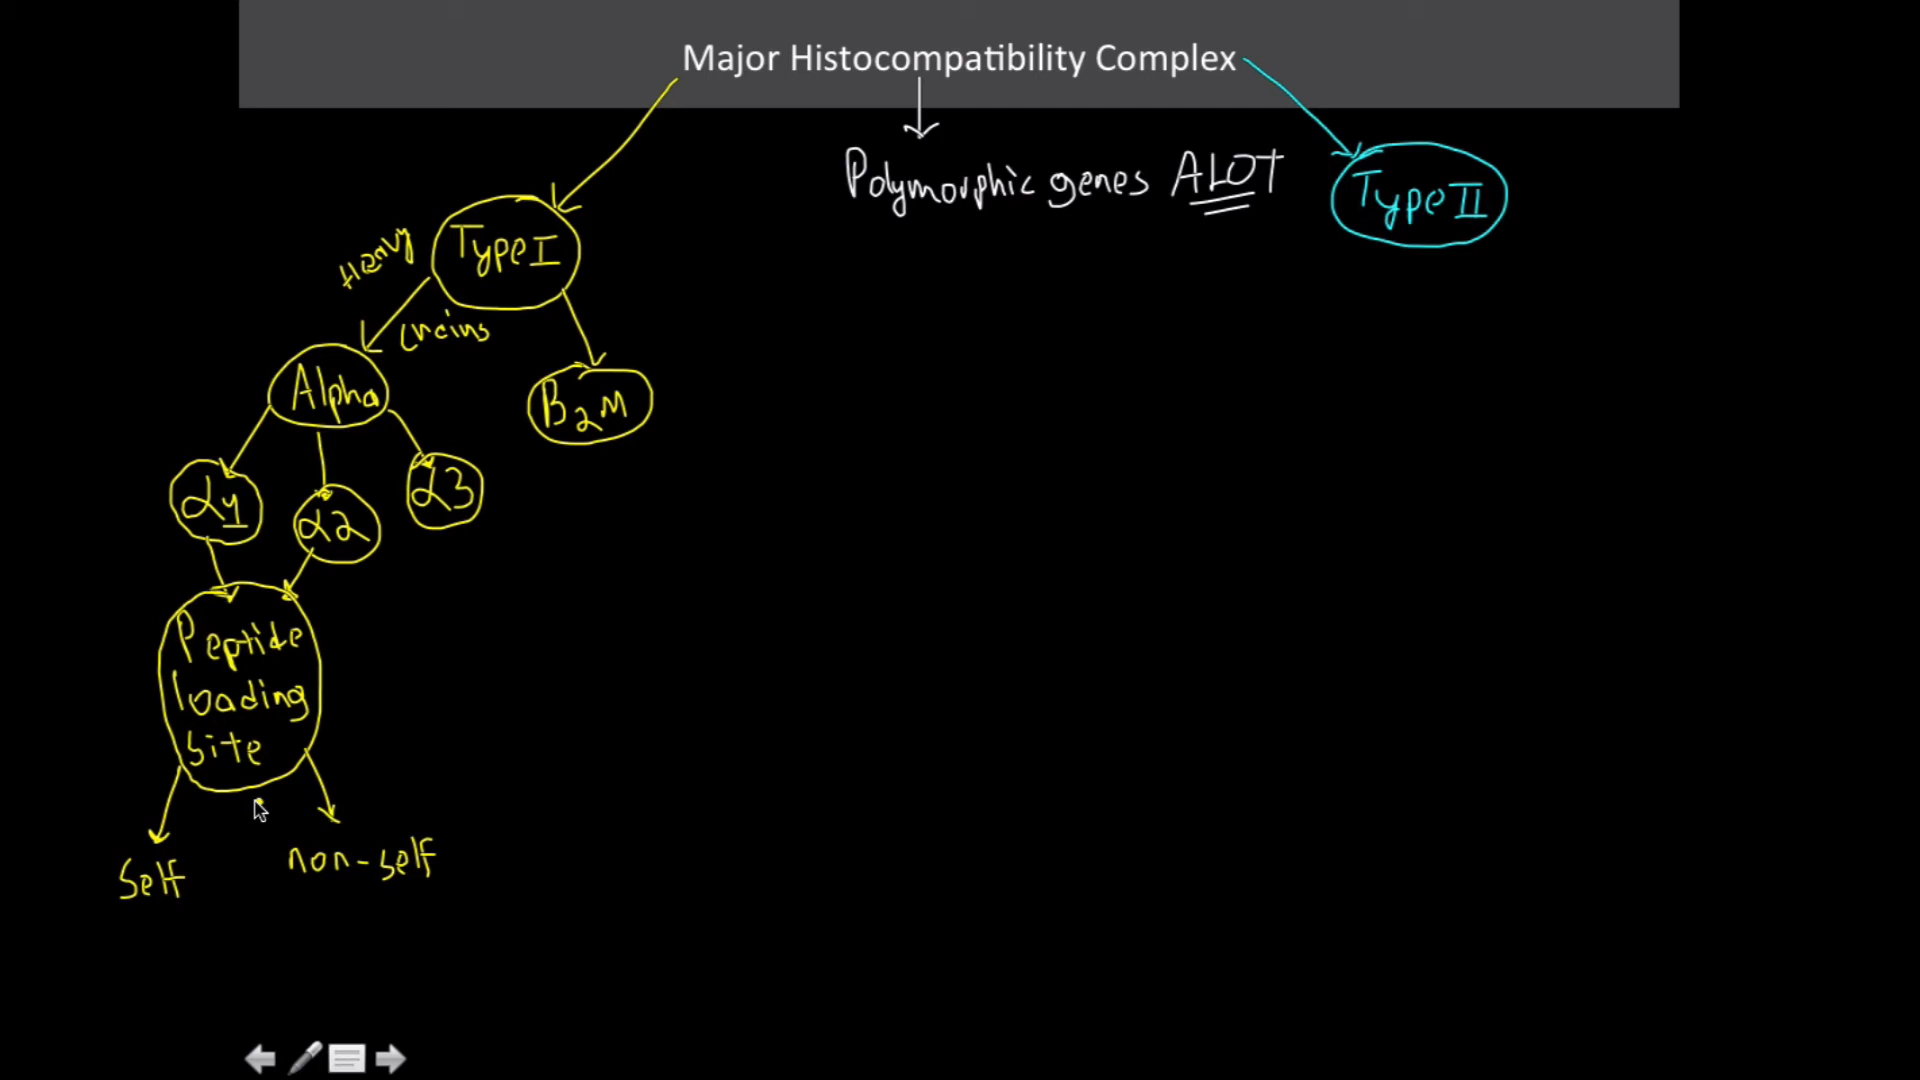 Major Histocompatibility Complex
Polymorphic genes ALOT
Type II
Type I
Heavy
Chains
Alpha
B2M
α1
α2
α3
Peptide
loading
site
Self
non-self